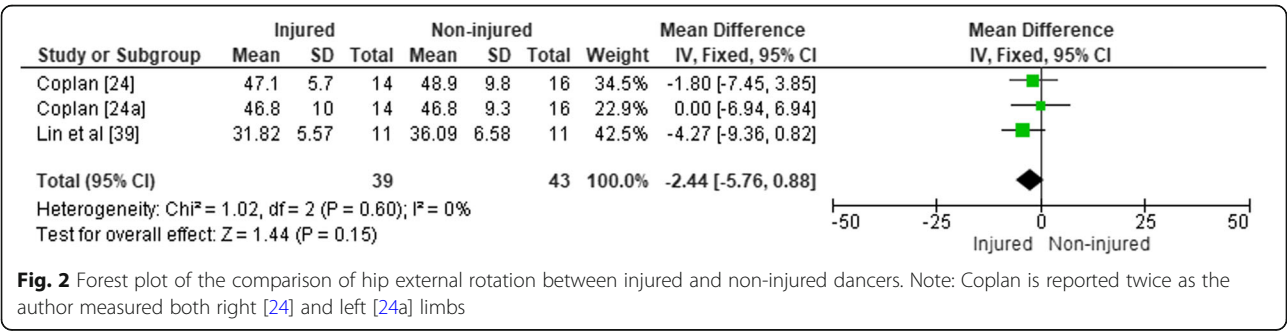 Injured Non-injured Mean Difference Mean Difference
Study or Subgroup Mean SD Total Mean SD Total Weight IV, Fixed, 95% CI IV, Fixed, 95% CI
Coplan [24] 47.1 5.7 14 48.9 9.8 16 34.5% -1.80 [-7.45, 3.85]
Coplan [24a] 46.8 10 14 46.8 9.3 16 22.9% 0.00 [-6.94, 6.94]
Lin et al [39] 31.82 5.57 11 36.09 6.58 11 42.5% -4.27 [-9.36, 0.82]
Total (95% CI) 39 43 100.0% -2.44 [-5.76, 0.88]
Heterogeneity: Chi² = 1.02, df = 2 (P = 0.60); I² = 0%
Test for overall effect: Z = 1.44 (P = 0.15)
-50 -25 0 25 50
Injured Non-injured
Fig. 2 Forest plot of the comparison of hip external rotation between injured and non-injured dancers. Note: Coplan is reported twice as the
author measured both right [24] and left [24a] limbs